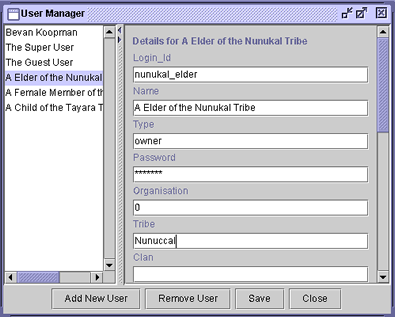 User Manager
Bevan Koopman
The Super User
The Guest User
A Elder of the Nunukal
A Female Member of th
A Child of the Tayara T
Details for A Elder of the Nunukal Tribe
Login_Id
nunukal_elder
Name
A Elder of the Nunukal Tribe
Type
owner
Password
*******
Organisation
0
Tribe
Nunuccal
Clan
Add New User
Remove User
Save
Close